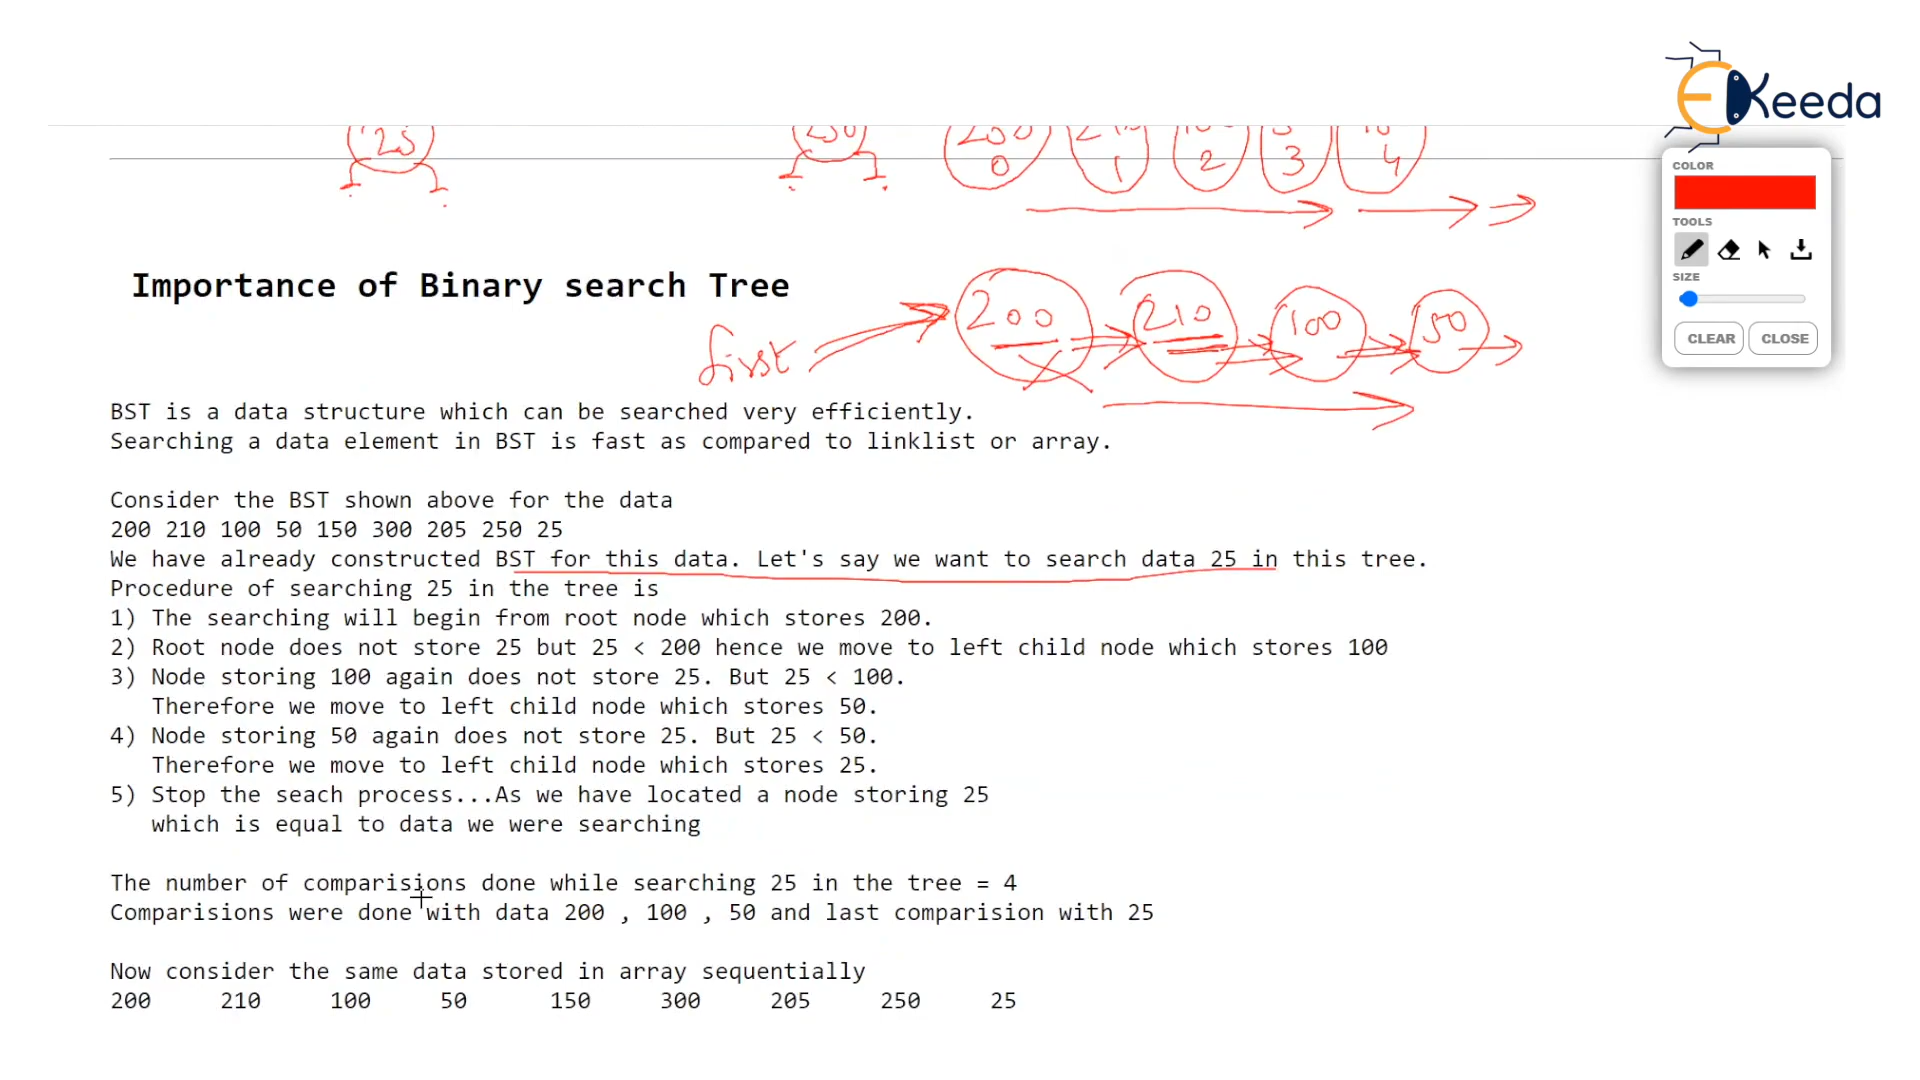 EKeeda
25
250
200
210
0
1
2
3
4
COLOR
TOOLS
SIZE
CLEAR
CLOSE
Importance of Binary search Tree
first
200
210
100
50
BST is a data structure which can be searched very efficiently.
Searching a data element in BST is fast as compared to linklist or array.
Consider the BST shown above for the data
200 210 100 50 150 300 205 250 25
We have already constructed BST for this data. Let's say we want to search data 25 in this tree.
Procedure of searching 25 in the tree is
1) The searching will begin from root node which stores 200.
2) Root node does not store 25 but 25 < 200 hence we move to left child node which stores 100
3) Node storing 100 again does not store 25. But 25 < 100.
Therefore we move to left child node which stores 50.
4) Node storing 50 again does not store 25. But 25 < 50.
Therefore we move to left child node which stores 25.
5) Stop the seach process...As we have located a node storing 25
which is equal to data we were searching
The number of comparisions done while searching 25 in the tree = 4
Comparisions were done with data 200 , 100 , 50 and last comparision with 25
Now consider the same data stored in array sequentially
200 210 100 50 150 300 205 250 25